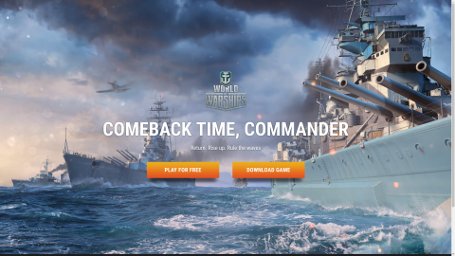 WORLD OF
WARSHIPS
COMEBACK TIME, COMMANDER
Return. Rise up. Rule the waves
PLAY FOR FREE
DOWNLOAD GAME